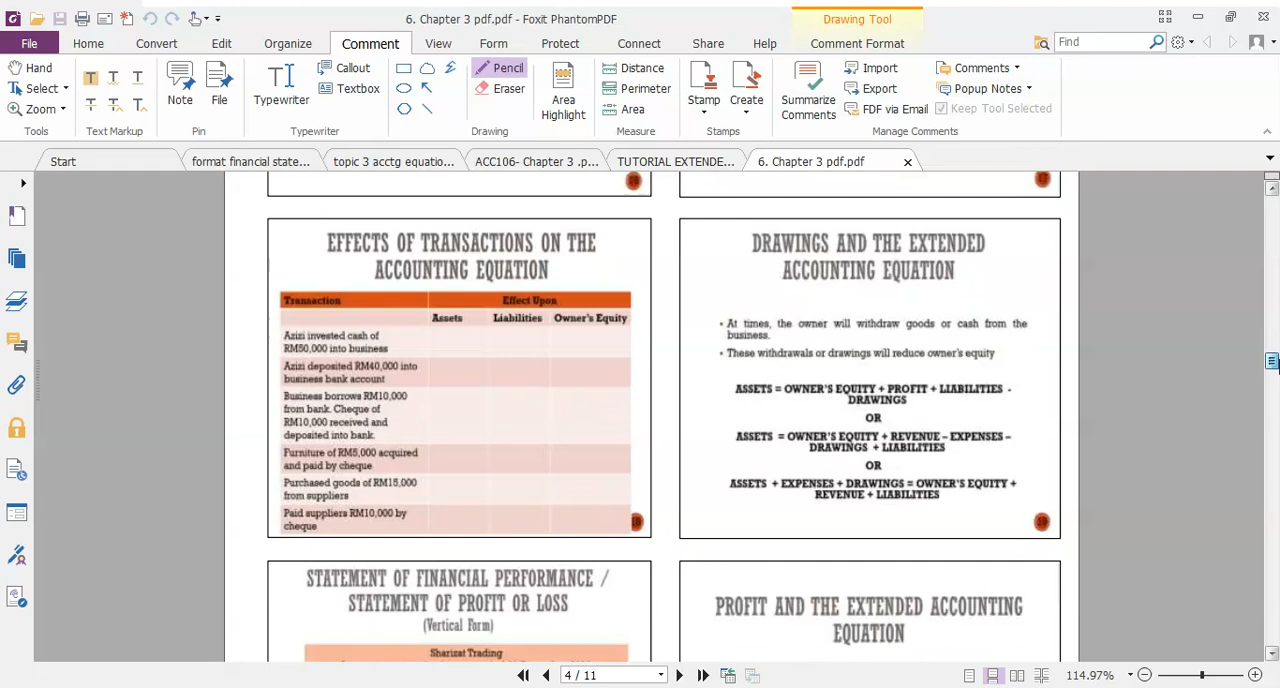 6. Chapter 3 pdf.pdf - Foxit PhantomPDF
Drawing Tool
File Home Convert Edit Organize Comment View Form Protect Connect Share Help Comment Format
Find
Hand
Select
Zoom
Tools
T T T
T T T
Text Markup
Note
File
Pin
Typewriter
Callout
Textbox
Typewriter
Pencil
Eraser
Drawing
Area
Highlight
Distance
Perimeter
Area
Measure
Stamp
Create
Stamps
Summarize
Comments
Import
Export
FDF via Email
Comments
Popup Notes
Keep Tool Selected
Manage Comments
Start
format financial state...
topic 3 acctg equatio...
ACC106- Chapter 3 .p...
TUTORIAL EXTENDE...
6. Chapter 3 pdf.pdf
EFFECTS OF TRANSACTIONS ON THE
ACCOUNTING EQUATION
Transaction Effect Upon
Assets Liabilities Owner's Equity
Azizi invested cash of
RM50,000 into business
Azizi deposited RM40,000 into
business bank account
Business borrows RM10,000
from bank. Cheque of
RM10,000 received and
deposited into bank.
Furniture of RM5,000 acquired
and paid by cheque
Purchased goods of RM15,000
from suppliers
Paid suppliers RM10,000 by
cheque
DRAWINGS AND THE EXTENDED
ACCOUNTING EQUATION
• At times, the owner will withdraw goods or cash from the
business.
• These withdrawals or drawings will reduce owner's equity
ASSETS = OWNER'S EQUITY + PROFIT + LIABILITIES -
DRAWINGS
OR
ASSETS = OWNER'S EQUITY + REVENUE – EXPENSES –
DRAWINGS + LIABILITIES
OR
ASSETS + EXPENSES + DRAWINGS = OWNER'S EQUITY +
REVENUE + LIABILITIES
STATEMENT OF FINANCIAL PERFORMANCE /
STATEMENT OF PROFIT OR LOSS
(Vertical Form)
Sharizat Trading
PROFIT AND THE EXTENDED ACCOUNTING
EQUATION
4 / 11
114.97%